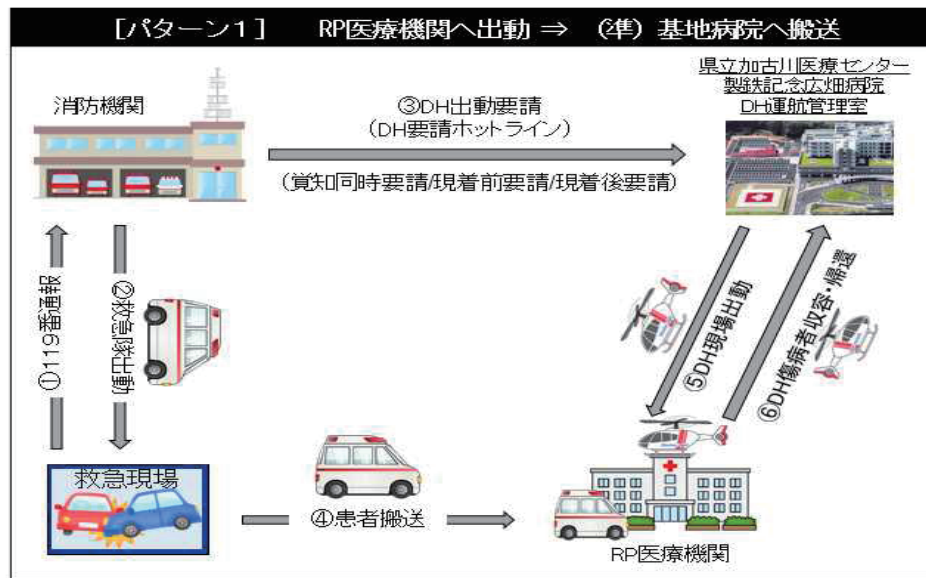 ［パターン１］　RP医療機関へ出動 ⇒ （準）基地病院へ搬送
県立加古川医療センター
製鉄記念広畑病院
DH運航管理室
消防機関
③DH出動要請
（DH要請ホットライン）
（覚知同時要請/現着前要請/現着後要請）
①119番通報
②救急隊出動
⑤DH現場出動
⑥DH傷病者収容・帰還
救急現場
④患者搬送
RP医療機関